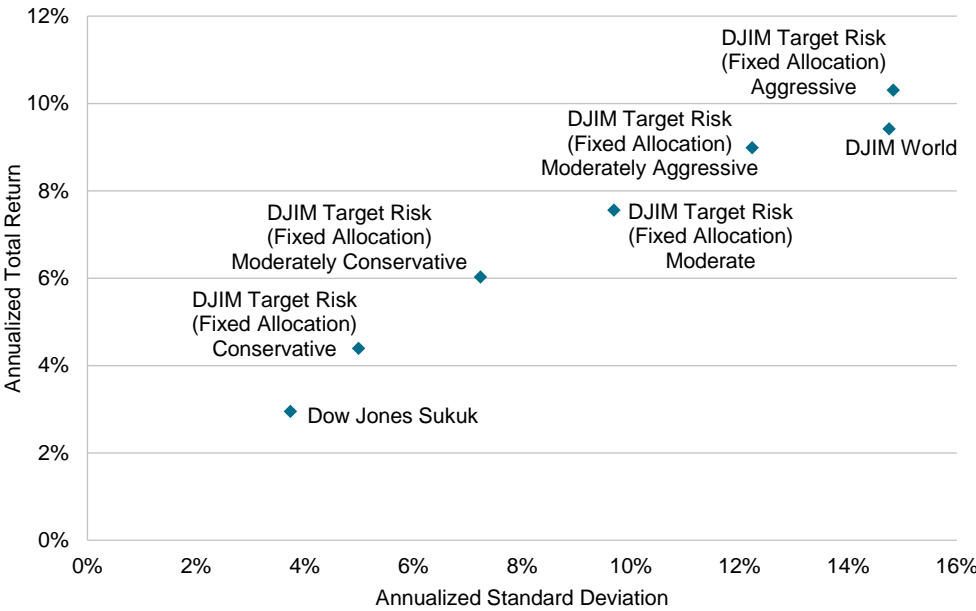 Annualized Total Return
12%
10%
8%
6%
4%
2%
0%
DJIM Target Risk
(Fixed Allocation)
Aggressive
DJIM World
DJIM Target Risk
(Fixed Allocation)
Moderately Aggressive
DJIM Target Risk
(Fixed Allocation)
Moderate
DJIM Target Risk
(Fixed Allocation)
Moderately Conservative
DJIM Target Risk
(Fixed Allocation)
Conservative
Dow Jones Sukuk
0%
2%
4%
6%
8%
10%
12%
14%
16%
Annualized Standard Deviation